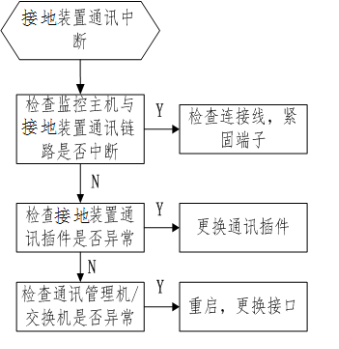 接地装置通讯中
断
检查监控主机与
接地装置通讯链
路是否中断
Y
检查连接线，紧
固端子
N
检查接地装置通
讯插件是否异常
Y
更换通讯插件
N
检查通讯管理机/
交换机是否异常
Y
重启，更换接口